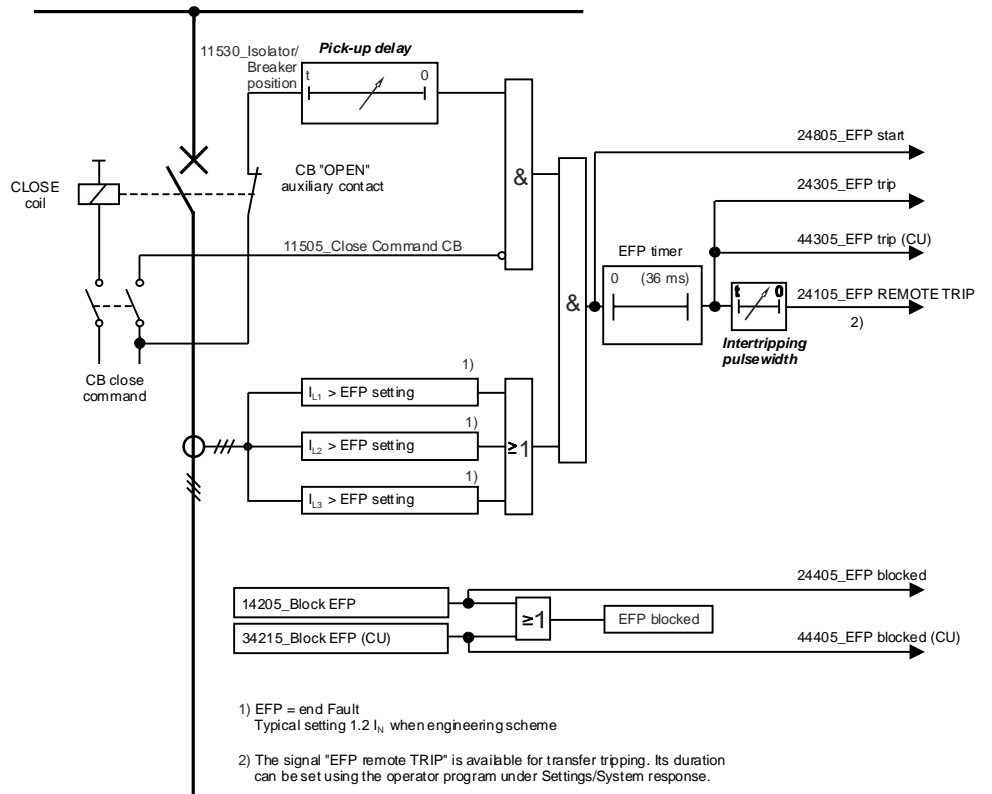 11530_Isolator/
Breaker
position
Pick-up delay
t 0
CLOSE
coil
CB "OPEN"
auxiliary contact
&
11505_Close Command CB
CB close
command
&
24805_EFP start
24305_EFP trip
44305_EFP trip (CU)
EFP timer
0 (36 ms)
t 0
24105_EFP REMOTE TRIP
2)
Intertripping
pulsewidth
1)
IL1 > EFP setting
1)
IL2 > EFP setting
1)
IL3 > EFP setting
≥1
14205_Block EFP
34215_Block EFP (CU)
≥1
EFP blocked
24405_EFP blocked
44405_EFP blocked (CU)
1) EFP = end Fault
Typical setting 1.2 IN when engineering scheme
2) The signal "EFP remote TRIP" is available for transfer tripping. Its duration
can be set using the operator program under Settings/System response.